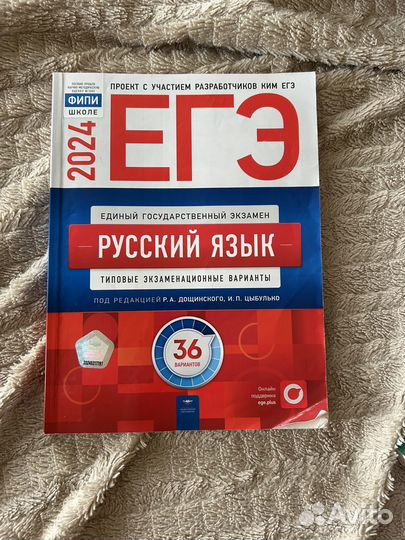 ПРОЕКТ С УЧАСТИЕМ РАЗРАБОТЧИКОВ КИМ ЕГЭ
ФИПИ
ШКОЛЕ
2024
ЕГЭ
ЕДИНЫЙ ГОСУДАРСТВЕННЫЙ ЭКЗАМЕН
РУССКИЙ ЯЗЫК
ТИПОВЫЕ ЭКЗАМЕНАЦИОННЫЕ ВАРИАНТЫ
ПОД РЕДАКЦИЕЙ Р.А. ДОЩИНСКОГО, И.П. ЦЫБУЛЬКО
36
ВАРИАНТОВ
Онлайн
поддержка
ege.plus
Avito